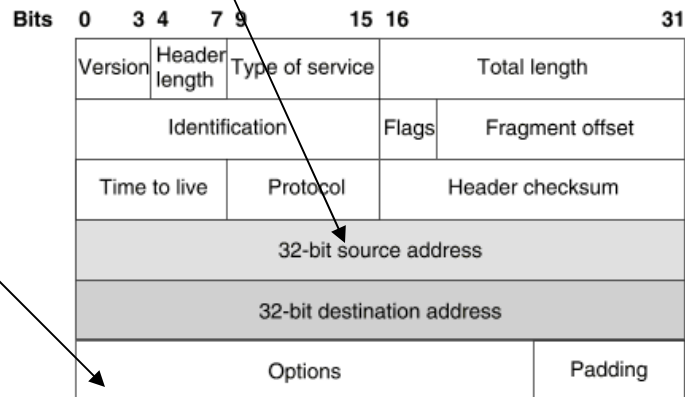 Bits 0 3 4 7 9 15 16 31
Version Header length Type of service Total length
Identification Flags Fragment offset
Time to live Protocol Header checksum
32-bit source address
32-bit destination address
Options Padding